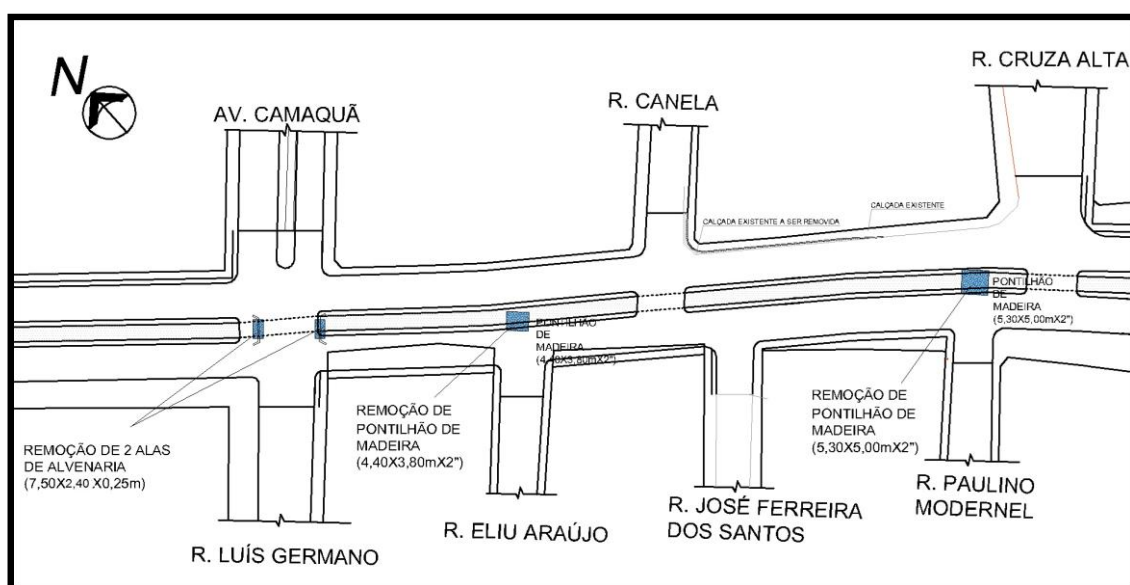 N
AV. CAMAQUÃ
R. CANELA
R. CRUZA ALTA
CALÇADA EXISTENTE A SER REMOVIDA
CALÇADA EXISTENTE
PONTILHÃO
DE
MADEIRA
(4,40X3,80mX2")
PONTILHÃO
DE
MADEIRA
(5,30X5,00mX2")
REMOÇÃO DE 2 ALAS
DE ALVENARIA
(7,50X2,40 X0,25m)
REMOÇÃO DE
PONTILHÃO DE
MADEIRA
(4,40X3,80mX2")
REMOÇÃO DE
PONTILHÃO DE
MADEIRA
(5,30X5,00mX2")
R. LUÍS GERMANO
R. ELIU ARAÚJO
R. JOSÉ FERREIRA
DOS SANTOS
R. PAULINO
MODERNEL